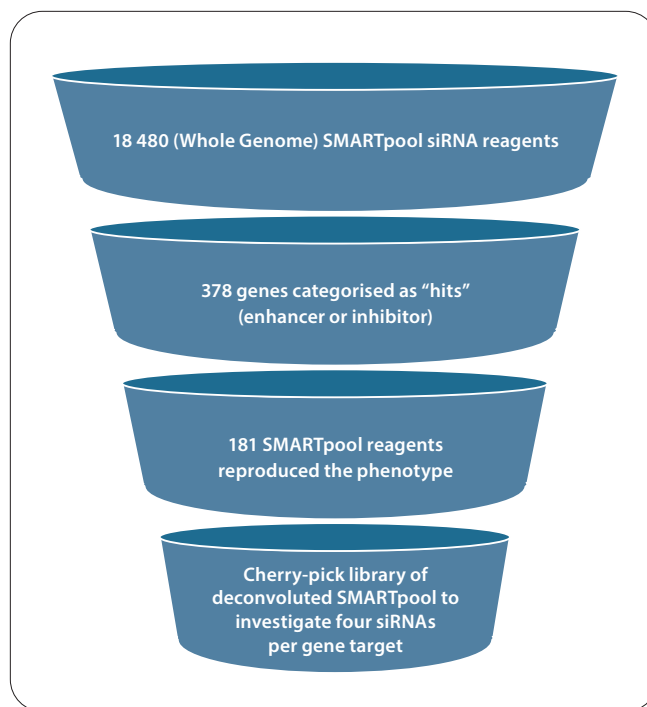 18 480 (Whole Genome) SMARTpool siRNA reagents
378 genes categorised as “hits”
(enhancer or inhibitor)
181 SMARTpool reagents
reproduced the phenotype
Cherry-pick library of
deconvoluted SMARTpool to
investigate four siRNAs
per gene target